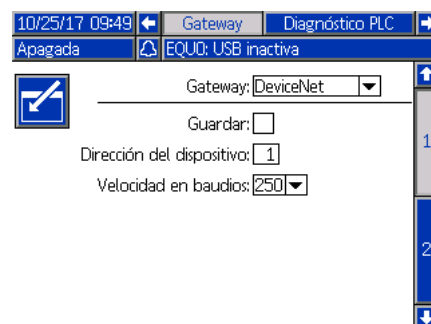 10/25/17 09:49 Gateway Diagnóstico PLC
Apagada EQU0: USB inactiva
Gateway: DeviceNet
Guardar:
Dirección del dispositivo: 1
Velocidad en baudios: 250
1
2